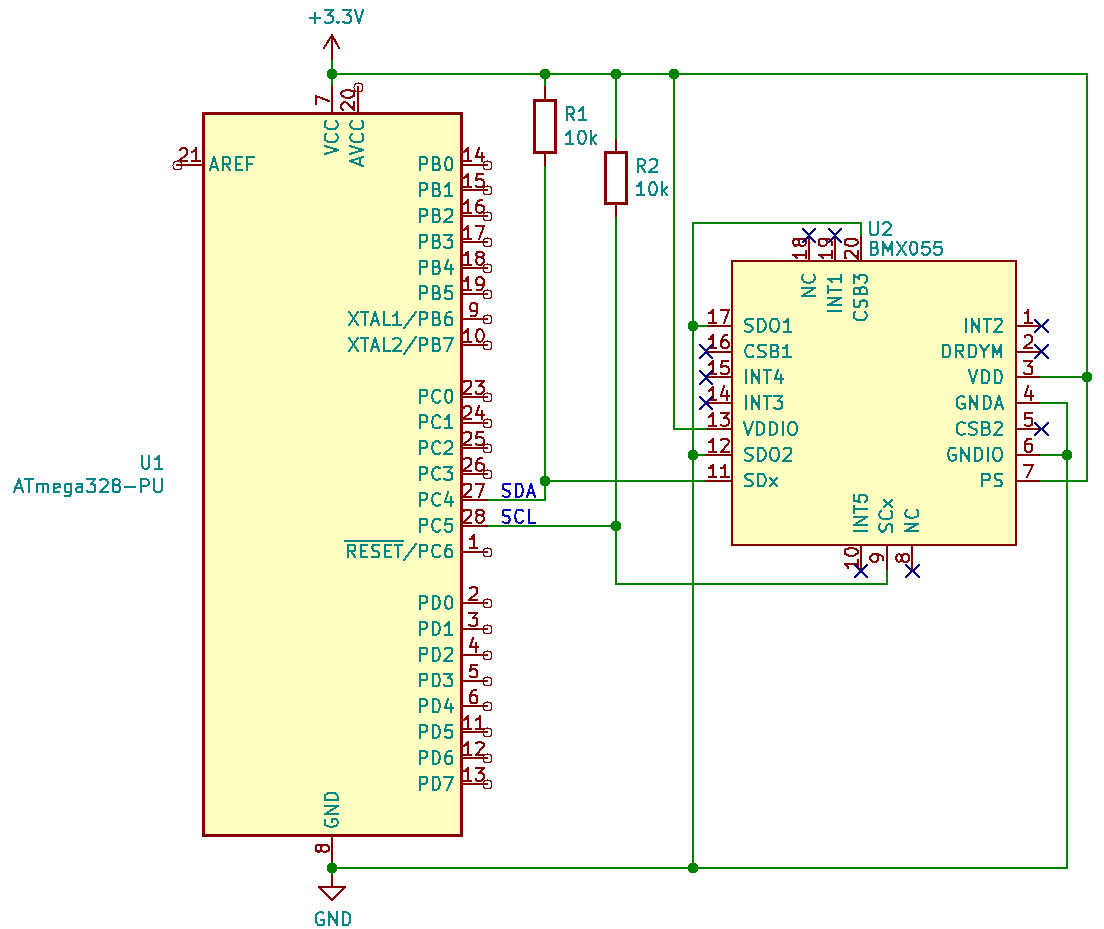 +3.3V
7
20
VCC
AVCC
21
AREF
PB0
14
PB1
15
PB2
16
PB3
17
PB4
18
PB5
19
XTAL1/PB6
9
XTAL2/PB7
10
PC0
23
PC1
24
PC2
25
PC3
26
PC4
27
SDA
PC5
28
SCL
RESET/PC6
1
PD0
2
PD1
3
PD2
4
PD3
5
PD4
6
PD5
11
PD6
12
PD7
13
U1
ATmega328-PU
GND
8
GND
R1
10k
R2
10k
U2
BMX055
18
19
20
NC
INT1
CSB3
17
SDO1
16
CSB1
15
INT4
14
INT3
13
VDDIO
12
SDO2
11
SDx
INT2
1
DRDYM
2
VDD
3
GNDA
4
CSB2
5
GNDIO
6
PS
7
INT5
SCx
NC
10
9
8